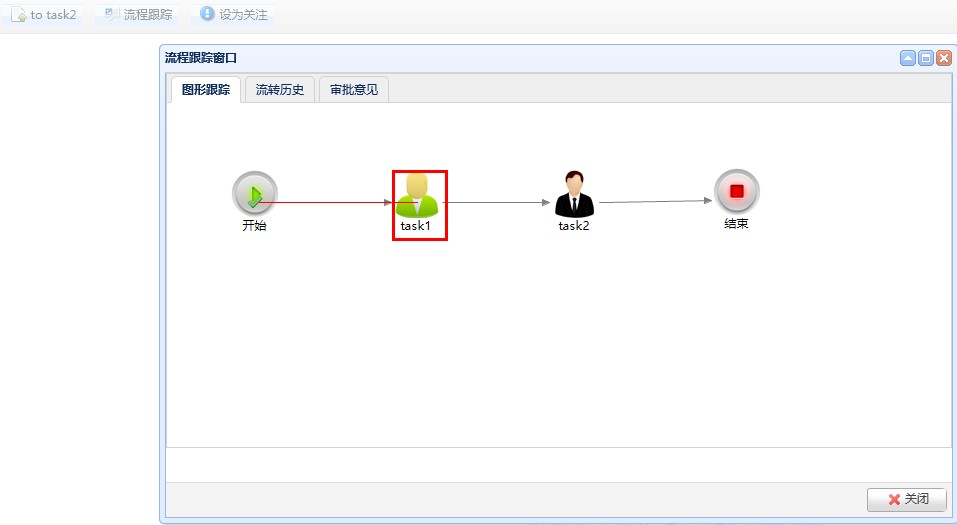 to task2 流程跟踪 设为关注
流程跟踪窗口
图形跟踪 流转历史 审批意见
开始 task1 task2 结束
关闭